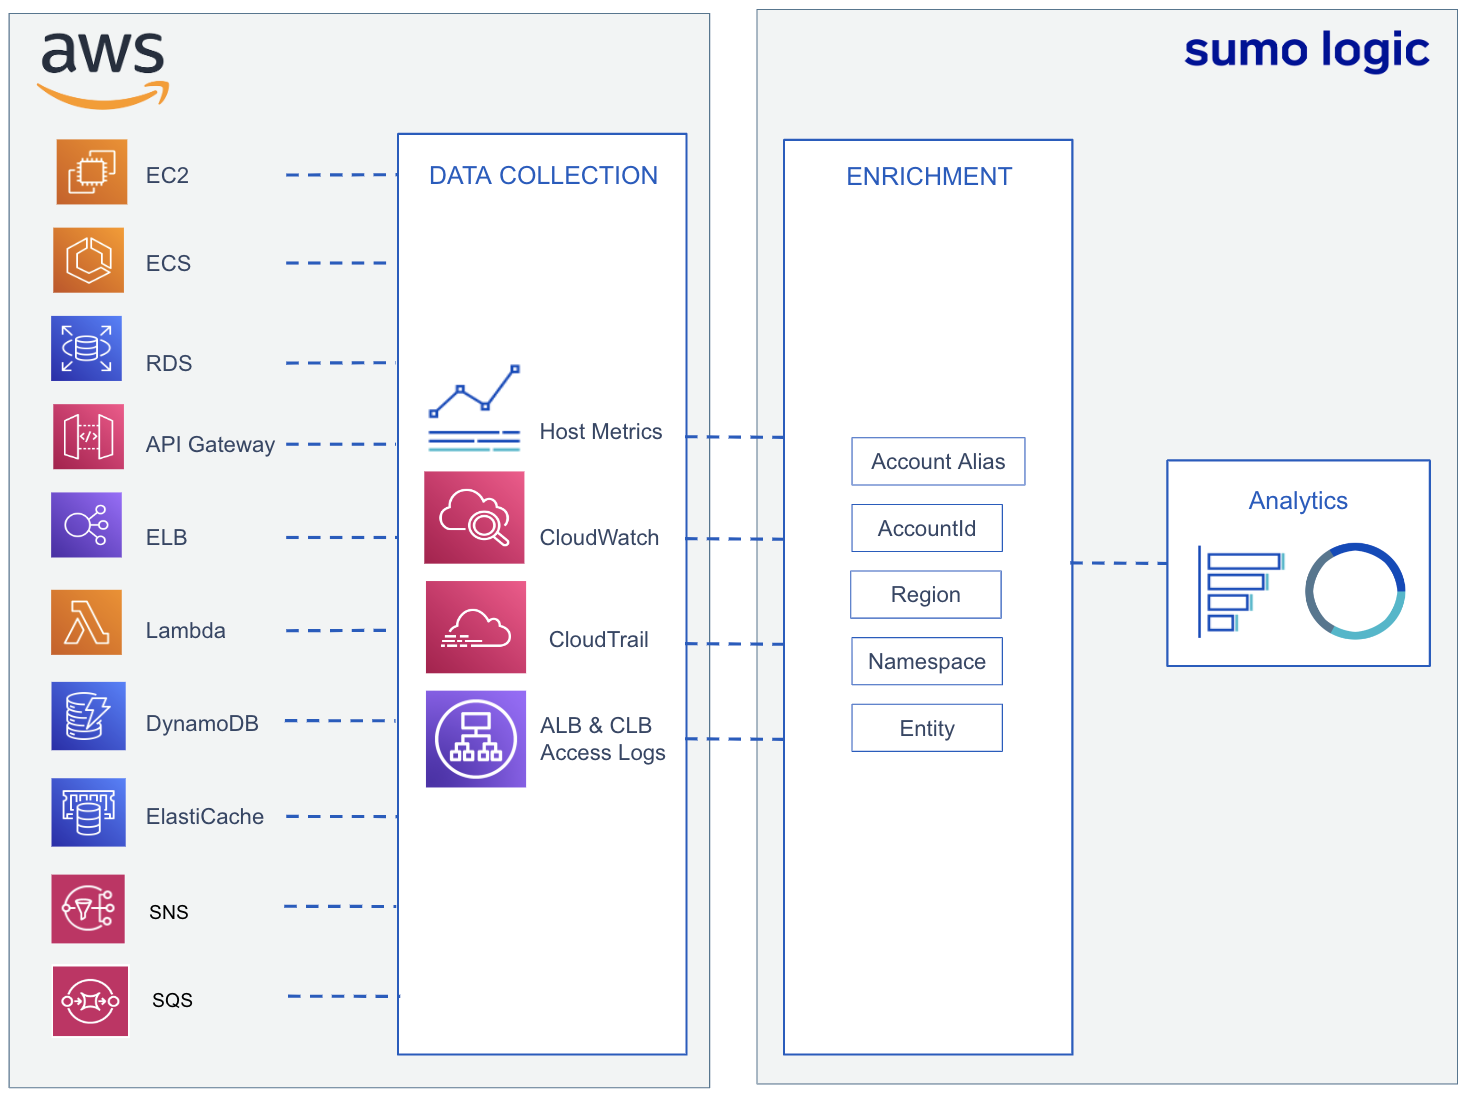 aws
sumo logic
EC2
ECS
RDS
API Gateway
ELB
Lambda
DynamoDB
ElastiCache
SNS
SQS
DATA COLLECTION
Host Metrics
CloudWatch
CloudTrail
ALB & CLB
Access Logs
ENRICHMENT
Account Alias
AccountId
Region
Namespace
Entity
Analytics